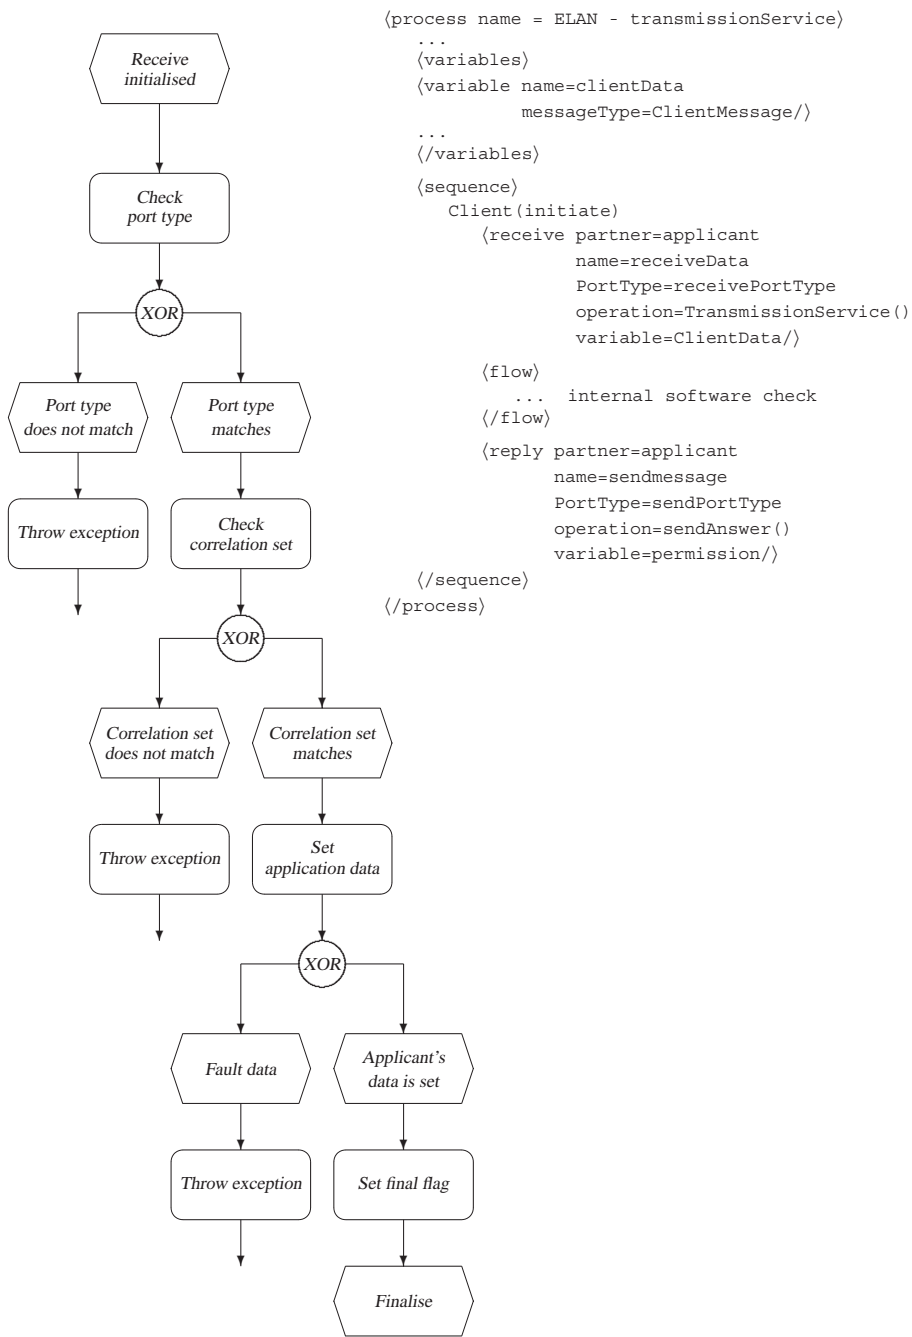 Receive
initialised
Check
port type
XOR
Port type
does not match
Port type
matches
Throw exception
Check
correlation set
XOR
Correlation set
does not match
Correlation set
matches
Throw exception
Set
application data
XOR
Fault data
Applicant's
data is set
Throw exception
Set final flag
Finalise
⟨process name = ELAN - transmissionService⟩
...
⟨variables⟩
⟨variable name=clientData
messageType=ClientMessage/⟩
...
⟨/variables⟩
⟨sequence⟩
Client(initiate)
⟨receive partner=applicant
name=receiveData
PortType=receivePortType
operation=TransmissionService()
variable=ClientData/⟩
⟨flow⟩
... internal software check
⟨/flow⟩
⟨reply partner=applicant
name=sendmessage
PortType=sendPortType
operation=sendAnswer()
variable=permission/⟩
⟨/sequence⟩
⟨/process⟩